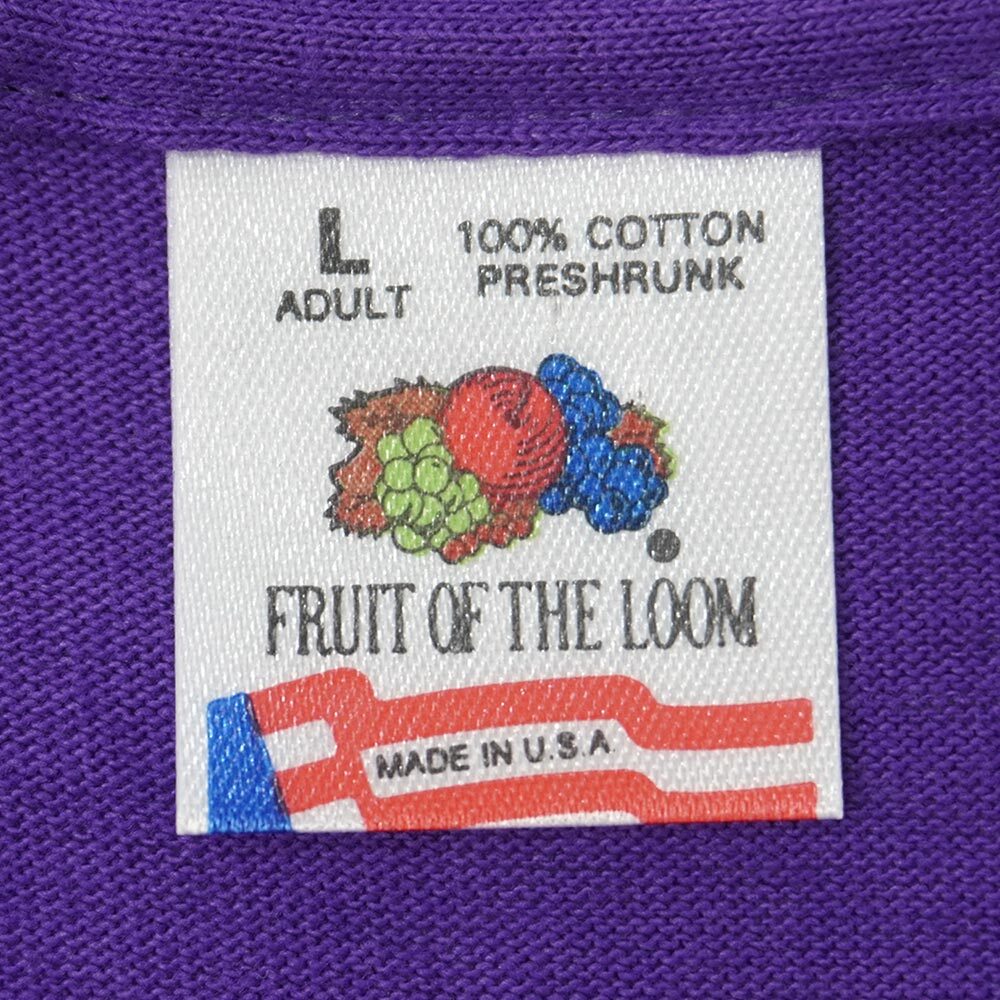 L
ADULT
100% COTTON
PRESHRUNK
FRUIT OF THE LOOM
MADE IN U.S.A